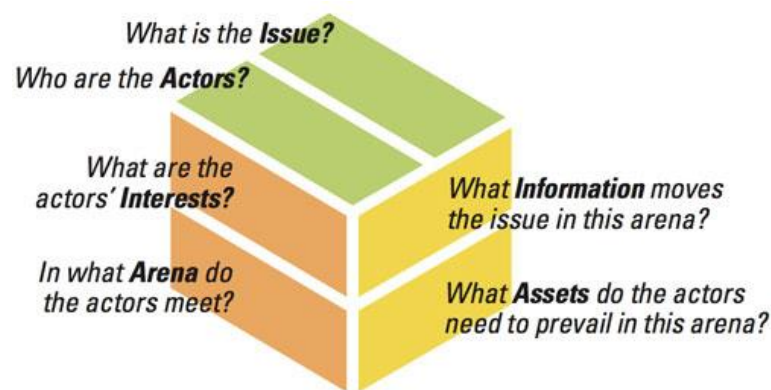 What is the Issue?
Who are the Actors?
What are the
actors' Interests?
In what Arena do
the actors meet?
What Information moves
the issue in this arena?
What Assets do the actors
need to prevail in this arena?